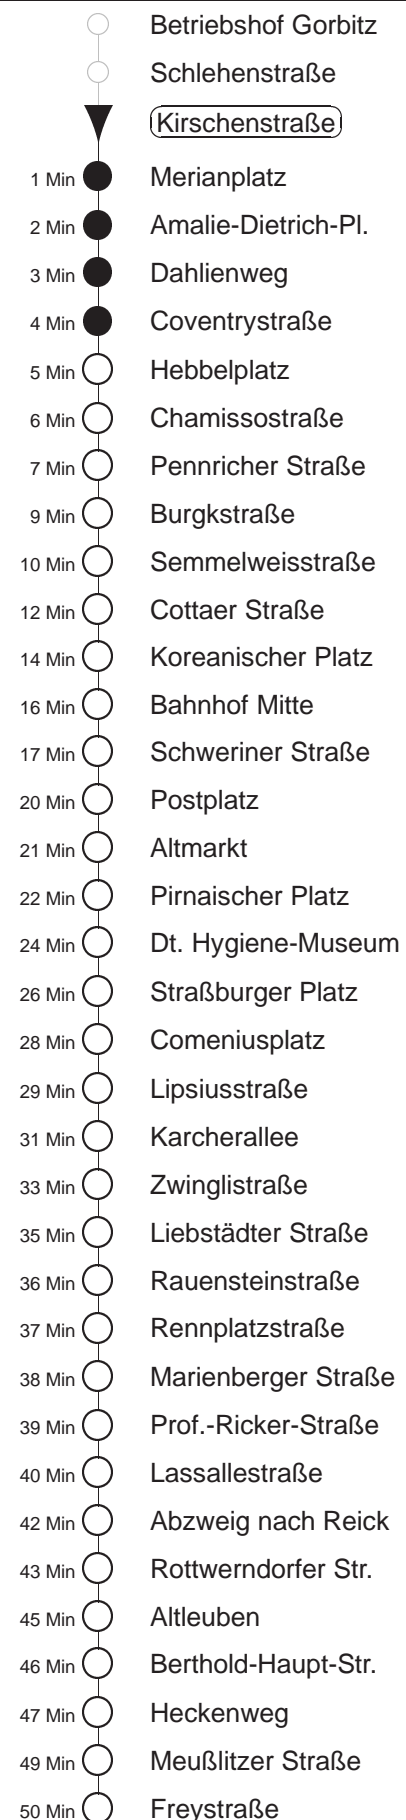 Betriebshof Gorbitz
Schlehenstraße
Kirschenstraße
1 Min Merianplatz
2 Min Amalie-Dietrich-Pl.
3 Min Dahlienweg
4 Min Coventrystraße
5 Min Hebbelplatz
6 Min Chamissostraße
7 Min Pennricher Straße
9 Min Burgkstraße
10 Min Semmelweisstraße
12 Min Cottaer Straße
14 Min Koreanischer Platz
16 Min Bahnhof Mitte
17 Min Schweriner Straße
20 Min Postplatz
21 Min Altmarkt
22 Min Pirnaischer Platz
24 Min Dt. Hygiene-Museum
26 Min Straßburger Platz
28 Min Comeniusplatz
29 Min Lipsiusstraße
31 Min Karcherallee
33 Min Zwinglistraße
35 Min Liebstädter Straße
36 Min Rauensteinstraße
37 Min Rennplatzstraße
38 Min Marienberger Straße
39 Min Prof.-Ricker-Straße
40 Min Lassallestraße
42 Min Abzweig nach Reick
43 Min Rottwerndorfer Str.
45 Min Altleuben
46 Min Berthold-Haupt-Str.
47 Min Heckenweg
49 Min Meußlitzer Straße
50 Min Freystraße